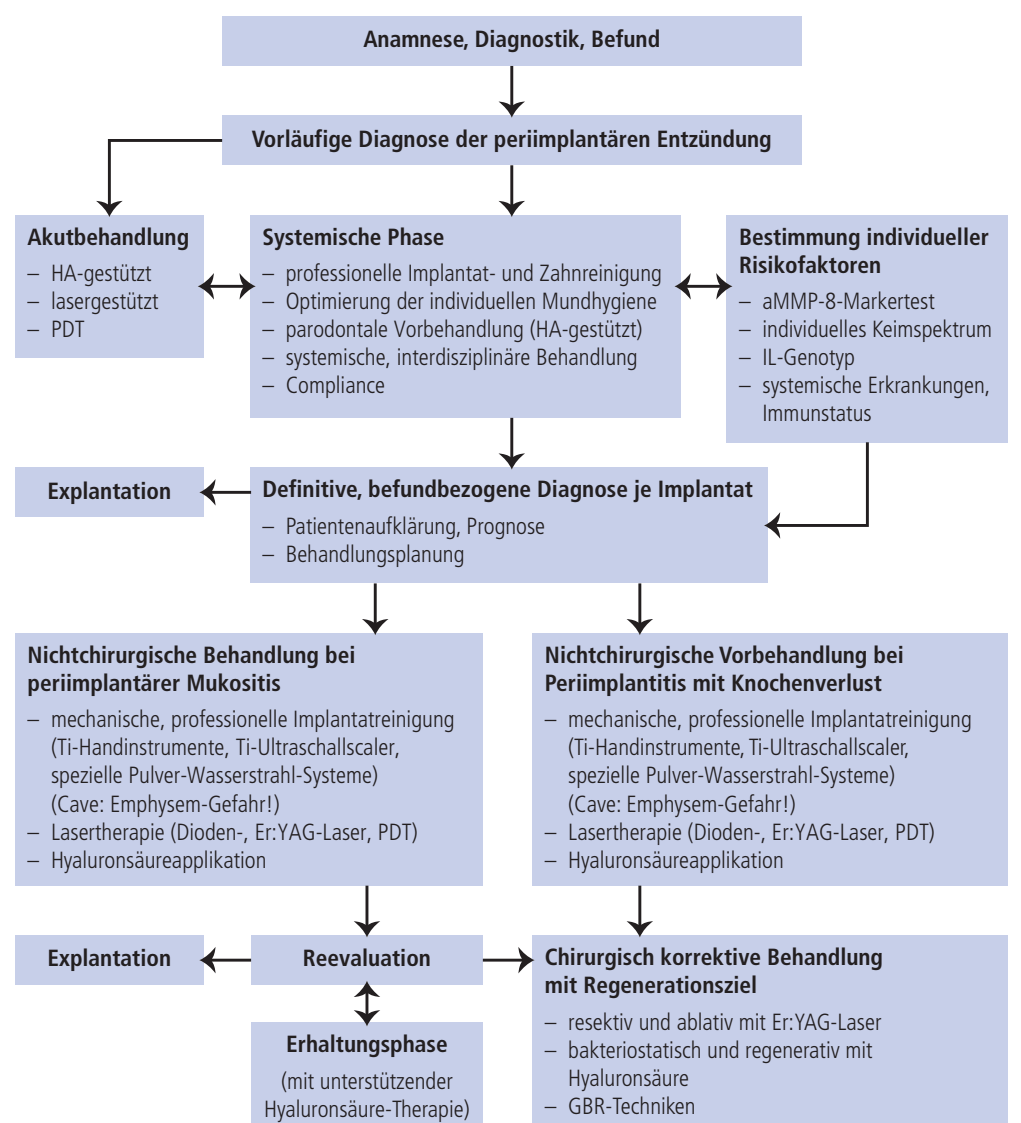 Anamnese, Diagnostik, Befund
Vorläufige Diagnose der periimplantären Entzündung
Akutbehandlung
– HA-gestützt
– lasergestützt
– PDT
Systemische Phase
– professionelle Implantat- und Zahnreinigung
– Optimierung der individuellen Mundhygiene
– parodontale Vorbehandlung (HA-gestützt)
– systemische, interdisziplinäre Behandlung
– Compliance
Bestimmung individueller
Risikofaktoren
– aMMP-8-Markertest
– individuelles Keimspektrum
– IL-Genotyp
– systemische Erkrankungen,
Immunstatus
Explantation
Definitive, befundbezogene Diagnose je Implantat
– Patientenaufklärung, Prognose
– Behandlungsplanung
Nichtchirurgische Behandlung bei
periimplantärer Mukositis
– mechanische, professionelle Implantatreinigung
(Ti-Handinstrumente, Ti-Ultraschallscaler,
spezielle Pulver-Wasserstrahl-Systeme)
(Cave: Emphysem-Gefahr!)
– Lasertherapie (Dioden-, Er:YAG-Laser, PDT)
– Hyaluronsäureapplikation
Nichtchirurgische Vorbehandlung bei
Periimplantitis mit Knochenverlust
– mechanische, professionelle Implantatreinigung
(Ti-Handinstrumente, Ti-Ultraschallscaler,
spezielle Pulver-Wasserstrahl-Systeme)
(Cave: Emphysem-Gefahr!)
– Lasertherapie (Dioden-, Er:YAG-Laser, PDT)
– Hyaluronsäureapplikation
Explantation
Reevaluation
Chirurgisch korrektive Behandlung
mit Regenerationsziel
– resektiv und ablativ mit Er:YAG-Laser
– bakteriostatisch und regenerativ mit
Hyaluronsäure
– GBR-Techniken
Erhaltungsphase
(mit unterstützender
Hyaluronsäure-Therapie)